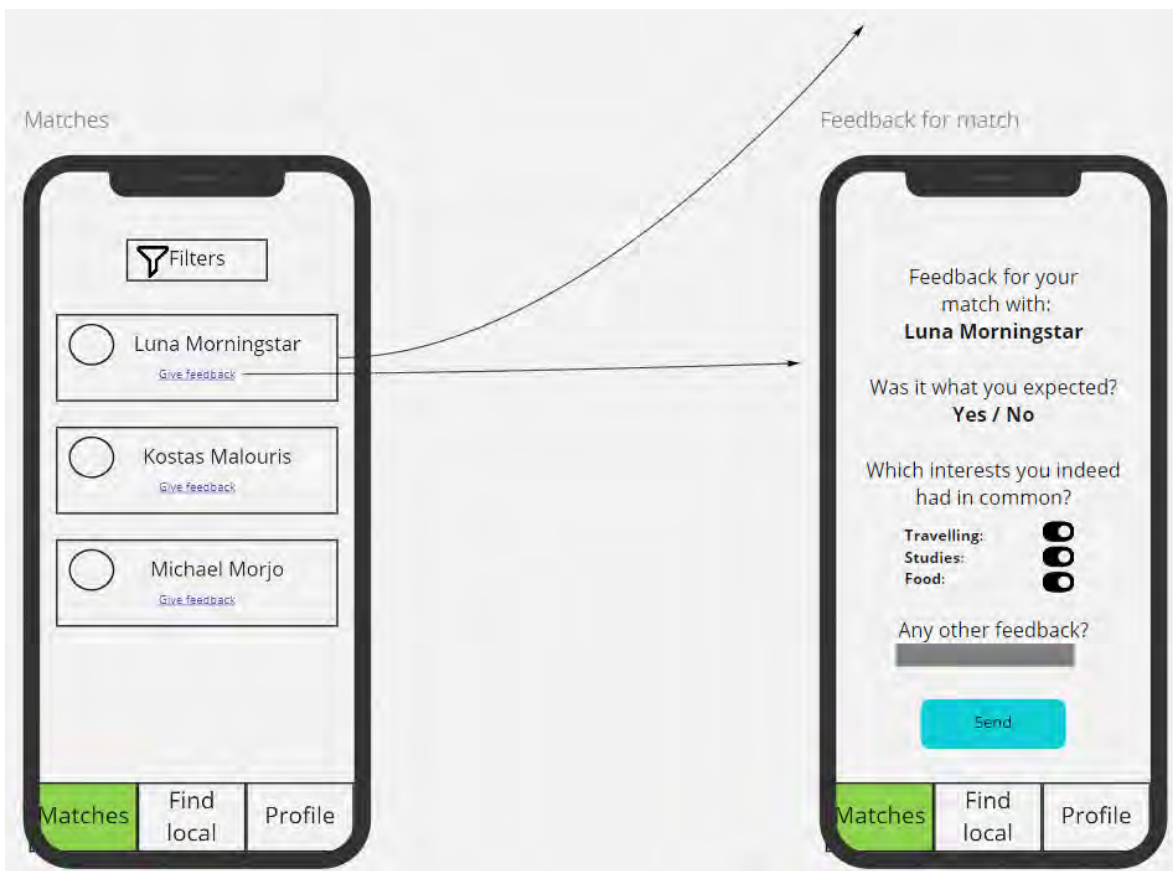 Matches
Filters
Luna Morningstar
Give feedback
Kostas Malouris
Give feedback
Michael Morjo
Give feedback
Matches
Find
local
Profile
Feedback for match
Feedback for your
match with:
Luna Morningstar
Was it what you expected?
Yes / No
Which interests you indeed
had in common?
Travelling:
Studies:
Food:
Any other feedback?
Send
Matches
Find
local
Profile